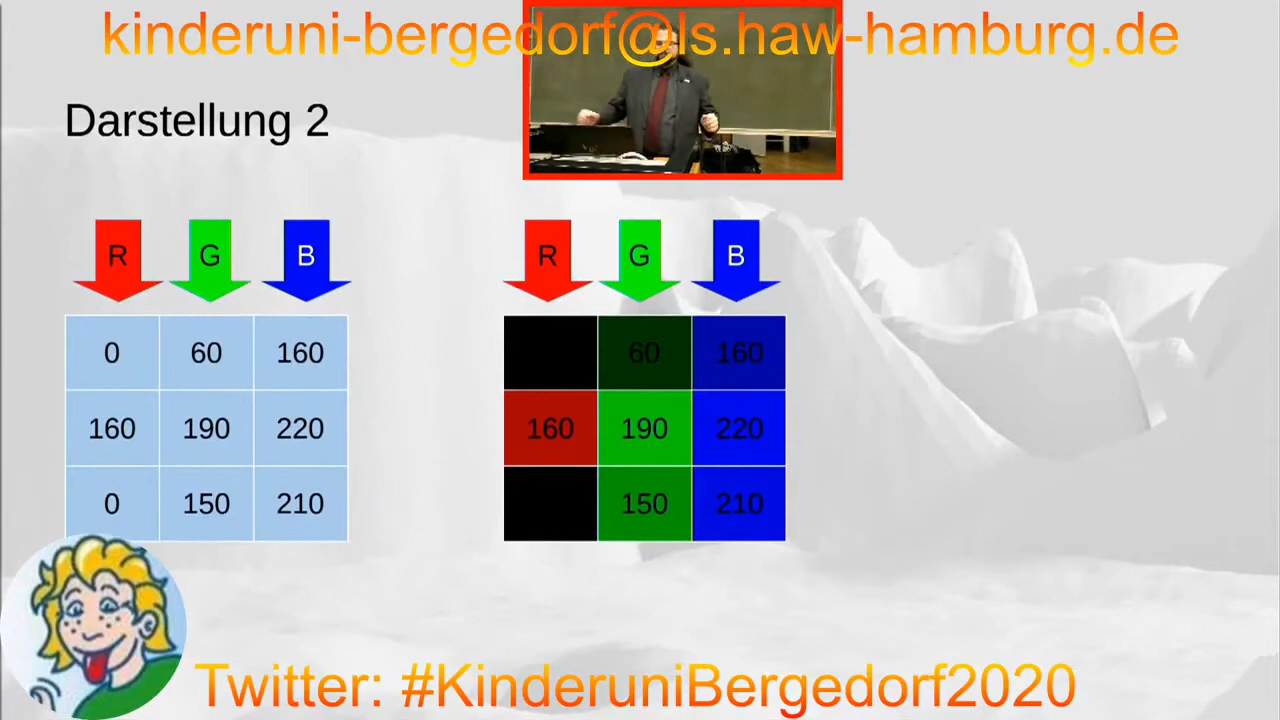 kinderuni-bergedorf@ls.haw-hamburg.de
Darstellung 2
R G B
R G B
0 60 160
160 190 220
0 150 210
60 160
160 190 220
150 210
Twitter: #KinderuniBergedorf2020